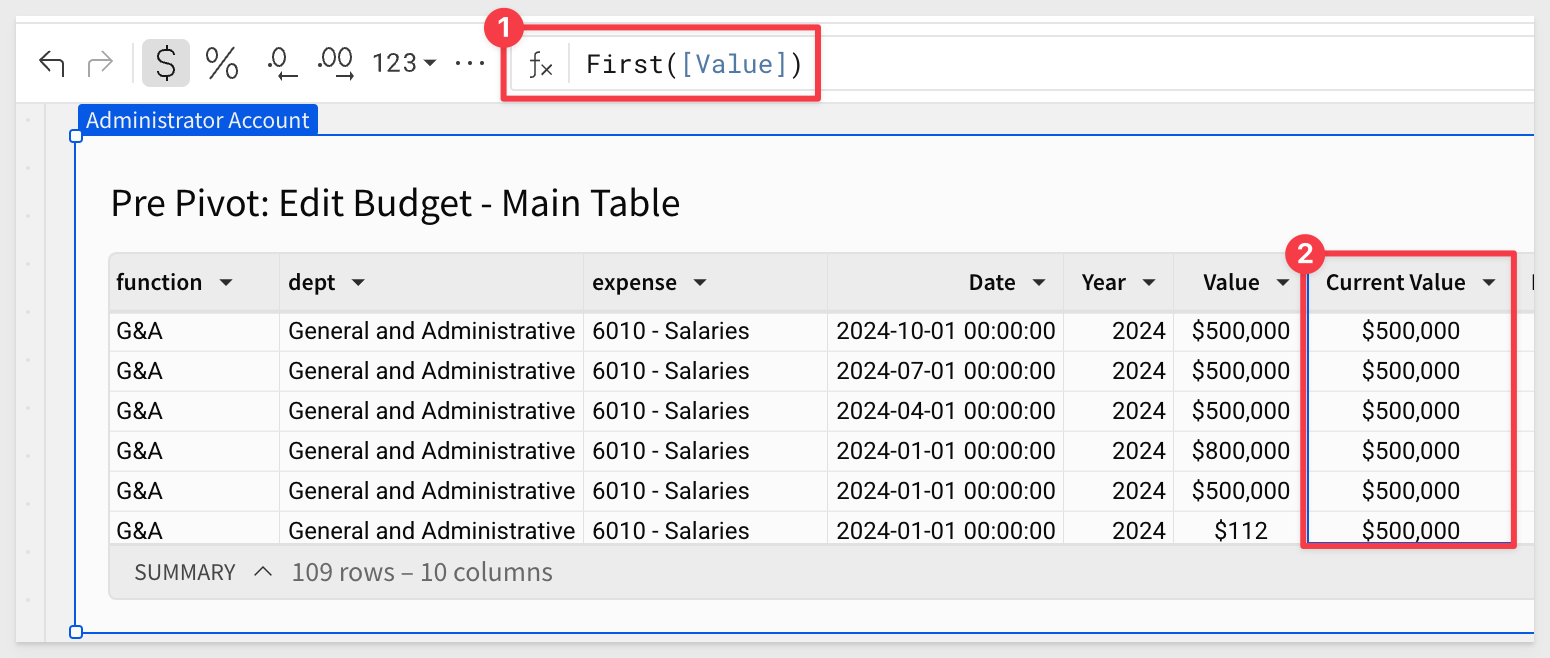 1
$ % .0 .00 123 ... fx First([Value])
Administrator Account
Pre Pivot: Edit Budget - Main Table
2
function dept expense Date Year Value Current Value
G&A General and Administrative 6010 - Salaries 2024-10-01 00:00:00 2024 $500,000 $500,000
G&A General and Administrative 6010 - Salaries 2024-07-01 00:00:00 2024 $500,000 $500,000
G&A General and Administrative 6010 - Salaries 2024-04-01 00:00:00 2024 $500,000 $500,000
G&A General and Administrative 6010 - Salaries 2024-01-01 00:00:00 2024 $800,000 $500,000
G&A General and Administrative 6010 - Salaries 2024-01-01 00:00:00 2024 $500,000 $500,000
G&A General and Administrative 6010 - Salaries 2024-01-01 00:00:00 2024 $112 $500,000
SUMMARY 109 rows – 10 columns